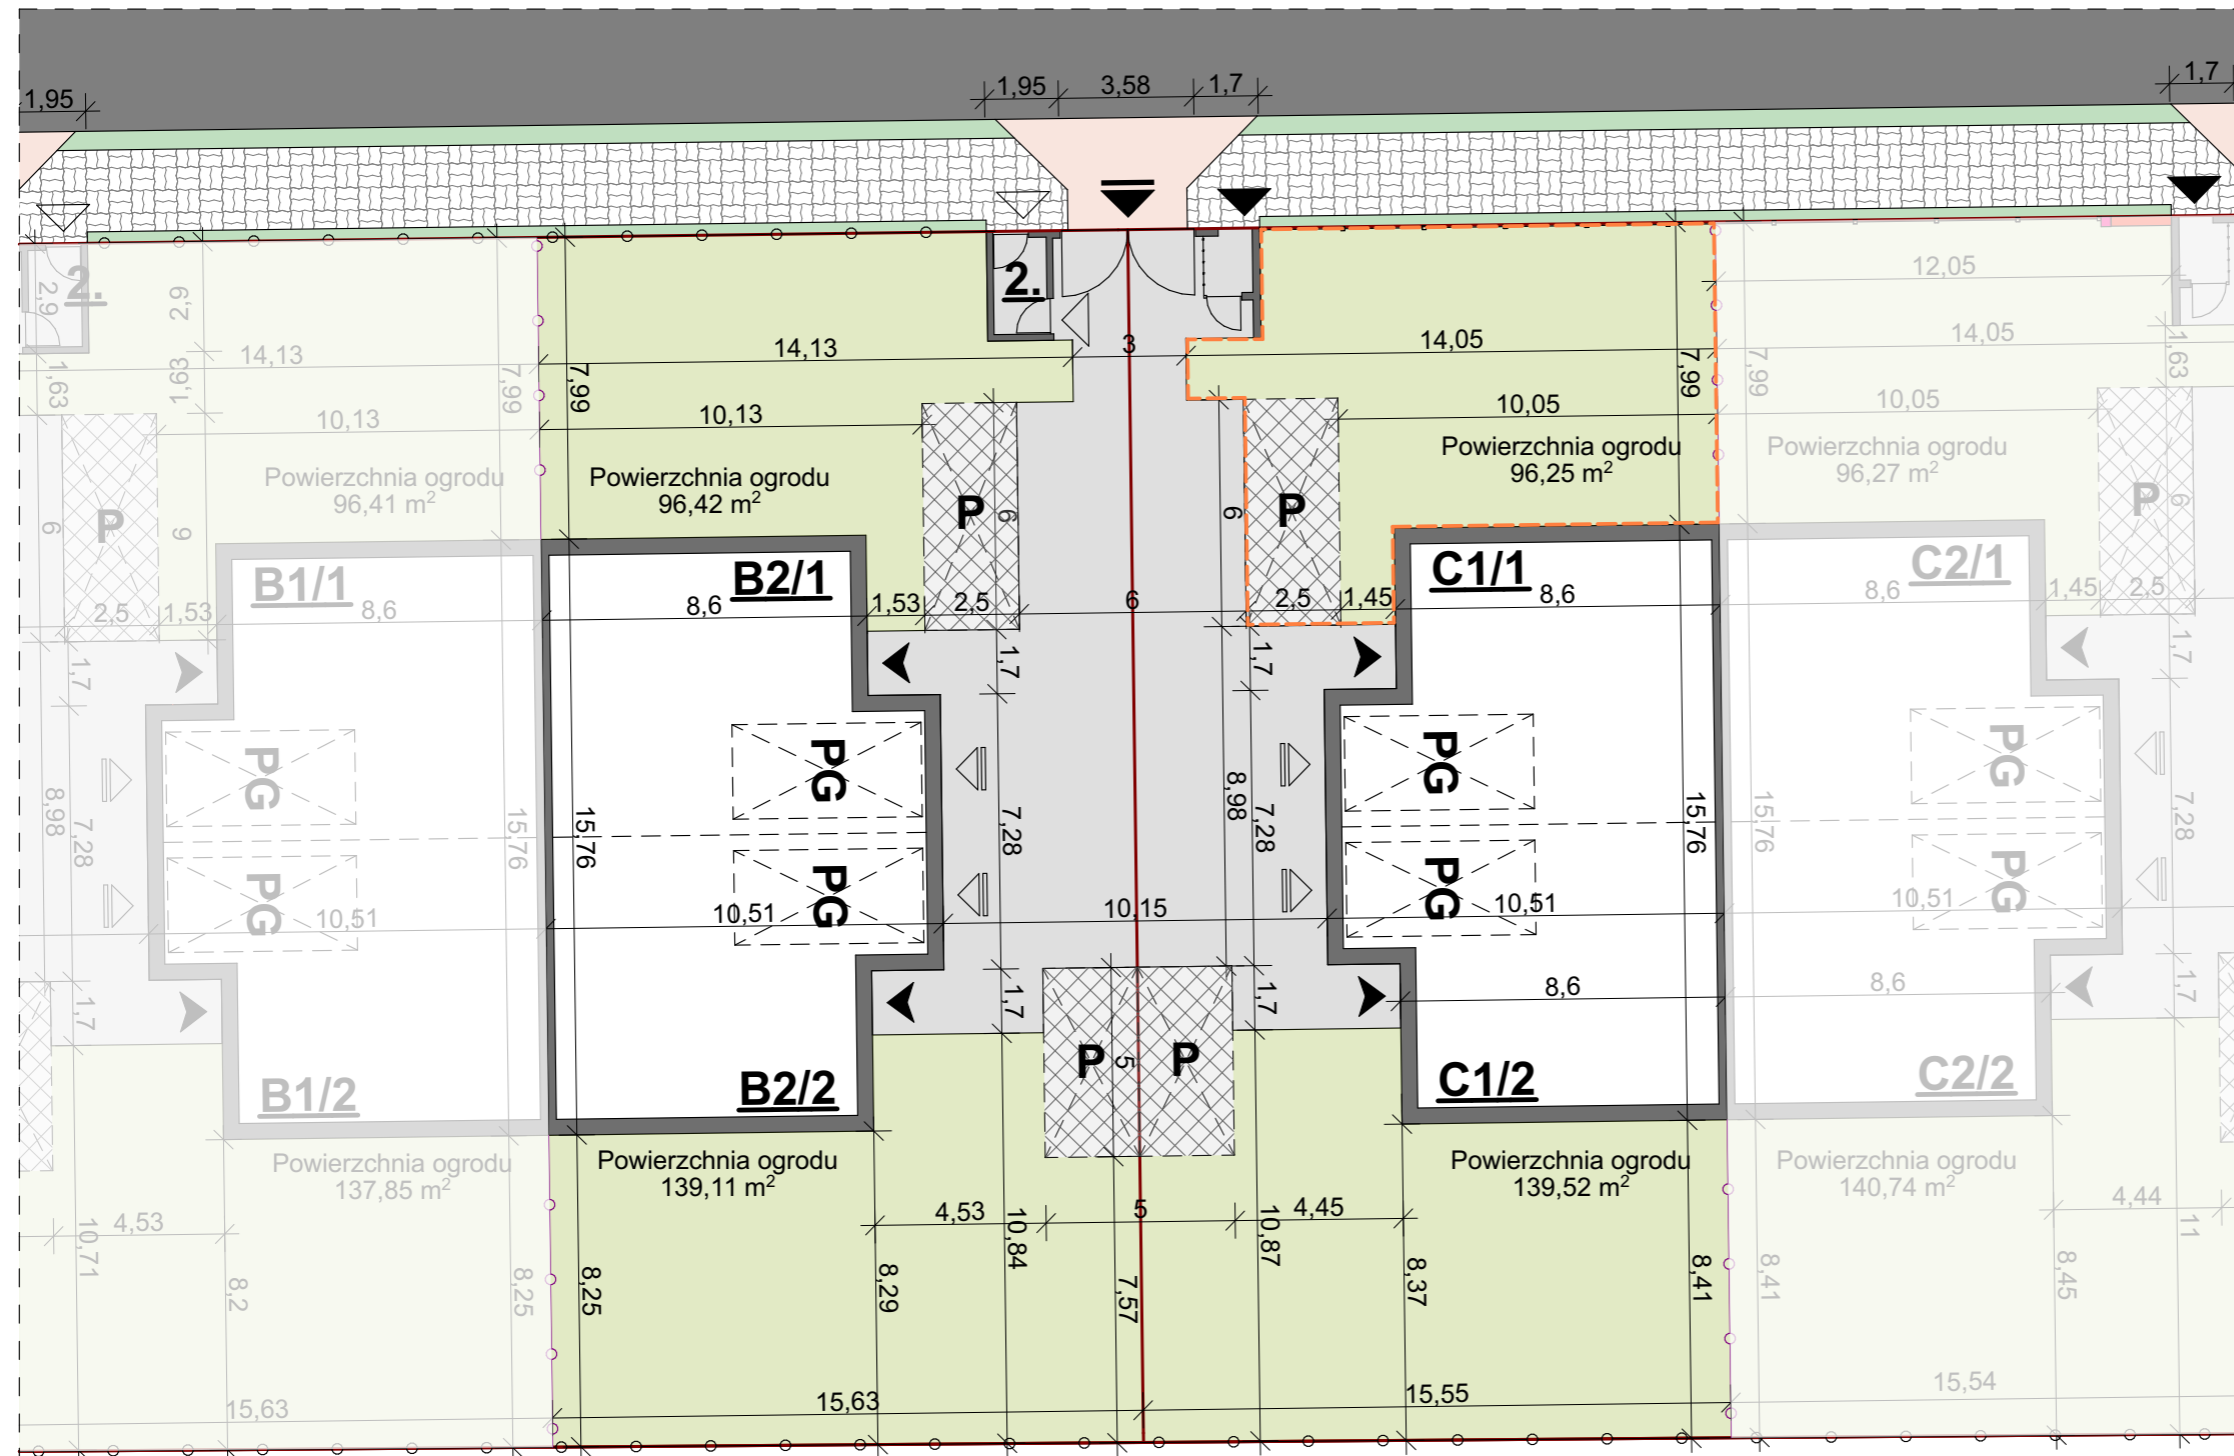 1,95
1,95
3,58
1,7
1,7
2.
2,9
2,9
1,63
1,63
14,13
7,99
10,13
Powierzchnia ogrodu
96,41 m²
P
6
6
2,5
1,53
7,99
14,13
10,13
Powierzchnia ogrodu
96,42 m²
2.
3
P
6
14,05
7,99
10,05
Powierzchnia ogrodu
96,25 m²
P
6
12,05
14,05
7,99
1,63
10,05
Powierzchnia ogrodu
96,27 m²
P
6
B1/1
8,6
B2/1
8,6
1,53
2,5
6
2,5
1,45
C1/1
8,6
C2/1
8,6
1,45
2,5
1,7
1,7
1,7
1,7
PG
PG
PG
PG
8,98
7,28
15,76
15,76
7,28
8,98
7,28
15,76
15,76
7,28
PG
PG
PG
PG
10,51
10,51
10,15
10,51
10,51
1,7
1,7
1,7
8,6
8,6
1,7
P
5
P
B1/2
B2/2
C1/2
C2/2
Powierzchnia ogrodu
137,85 m²
Powierzchnia ogrodu
139,11 m²
Powierzchnia ogrodu
139,52 m²
Powierzchnia ogrodu
140,74 m²
4,53
10,71
8,2
8,25
8,25
8,29
4,53
10,84
5
7,57
10,87
4,45
8,37
8,41
8,41
8,45
4,44
11
15,63
15,63
15,55
15,54